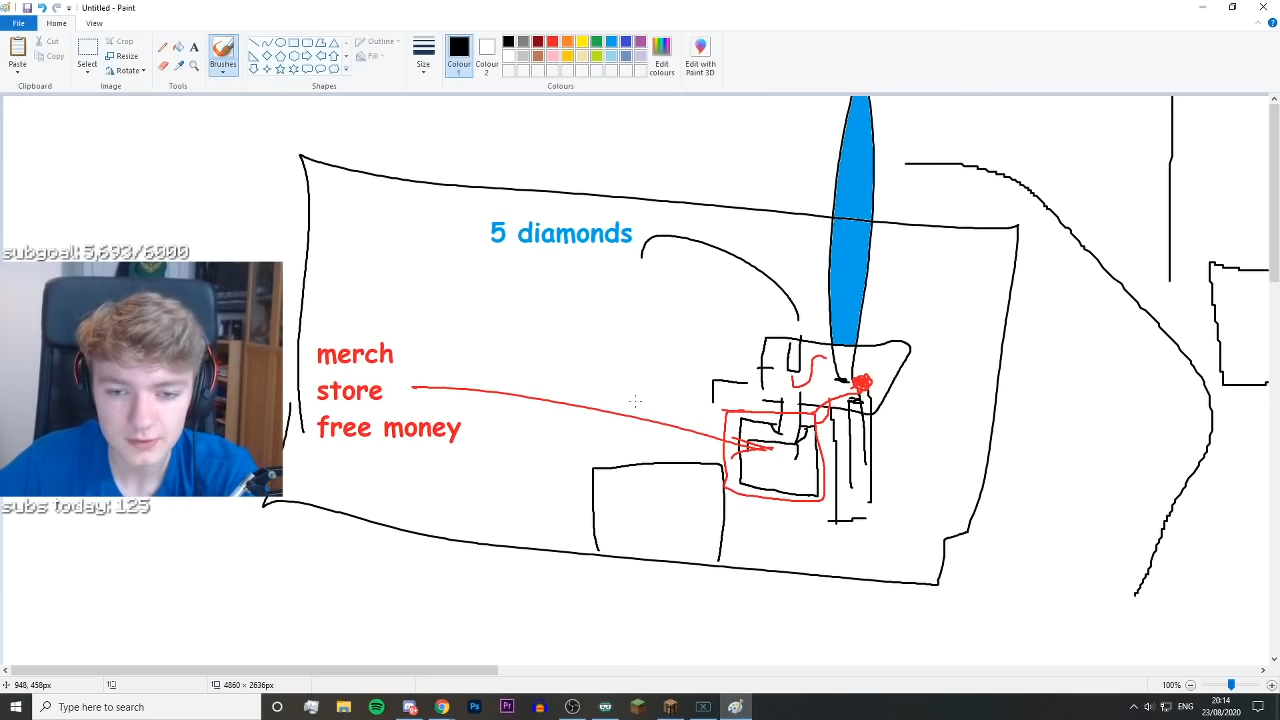 Untitled - Paint
File
Home
View
Paste
Cut
Copy
Clipboard
Select
Crop
Resize
Rotate
Image
Tools
Brushes
Shapes
Outline
Fill
Size
Colour
1
Colour
2
Edit
colours
Edit with
Paint 3D
Colours
5 diamonds
subgoal: 5,693/6000
merch
store
free money
subs today: 125
948, 458px
4860 × 2636px
100%
Type here to search
ENG
20:14
23/08/2020